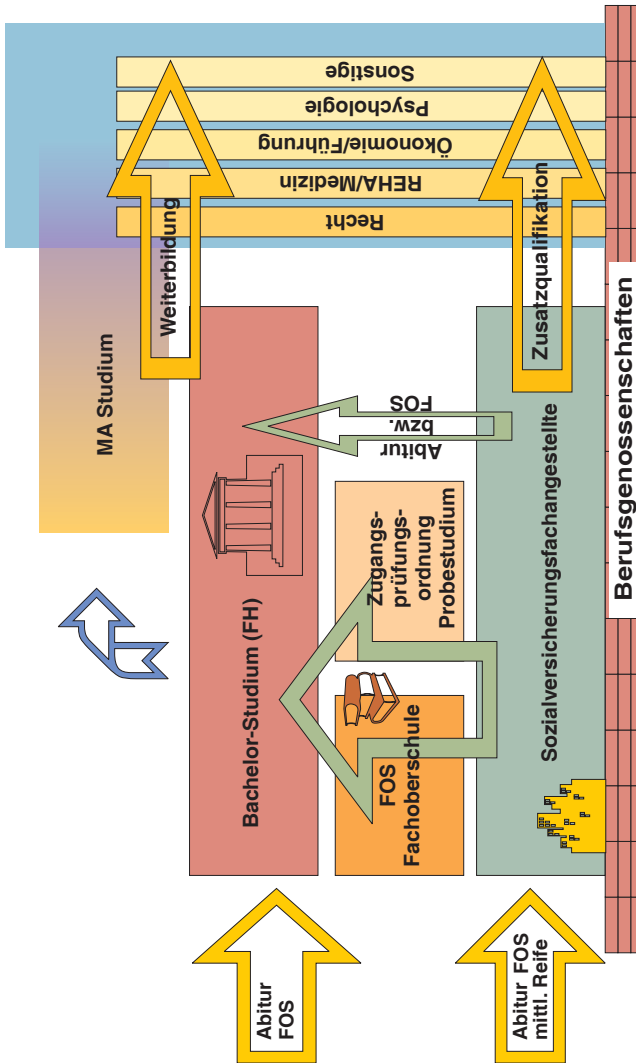 MA Studium
Weiterbildung
Sonstige
Psychologie
Ökonomie/Führung
REHA/Medizin
Recht
Zusatzqualifikation
Abitur
FOS
Bachelor-Studium (FH)
FOS
Fachoberschule
Zugangs-
prüfungs-
ordnung
Probestudium
Abitur
bzw.
FOS
Abitur FOS
mittl. Reife
Sozialversicherungsfachangestellte
Berufsgenossenschaften